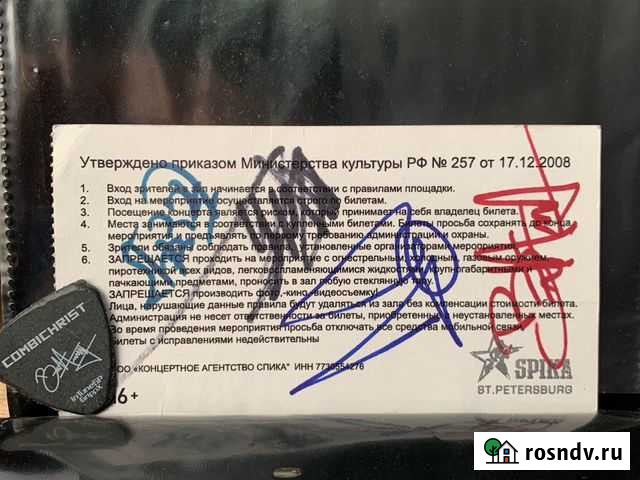 Утверждено приказом Министерства культуры РФ № 257 от 17.12.2008
1. Вход зрителей в зал начинается в соответствии с правилами площадки.
2. Вход на мероприятие осуществляется строго по билетам.
3. Посещение концерта является риском, который принимает на себя владелец билета.
4. Места занимаются в соответствии с купленными билетами. Билет, просьба сохранять до конца
мероприятия и предъявлять по первому требованию администрации и охраны.
5. Зрители обязаны соблюдать правила, установленные организаторами мероприятия.
6. ЗАПРЕЩАЕТСЯ проходить на мероприятие с огнестрельным, холодным, газовым оружием,
пиротехникой видов, легковоспламеняющимися жидкостями, крупногабаритными и
пачкающими предметами, проносить в зал любую стеклянную тару.
ЗАПРЕЩАЕТСЯ производить фото,-кино,-видеосъемку!
Лица, нарушающие данные правила будут удаляться из зала без компенсации стоимости билета.
Администрация не несет ответственности за билеты, приобретенные в неустановленных местах.
Во время проведения мероприятия просьба отключать все средства мобильной связи.
Билеты с исправлениями недействительны
ООО «КОНЦЕРТНОЕ АГЕНТСТВО СПИКА» ИНН
SPIKA
ST.PETERSBURG
6+
COMBICHRIST
InTuneGP
GrippX
rosndv.ru